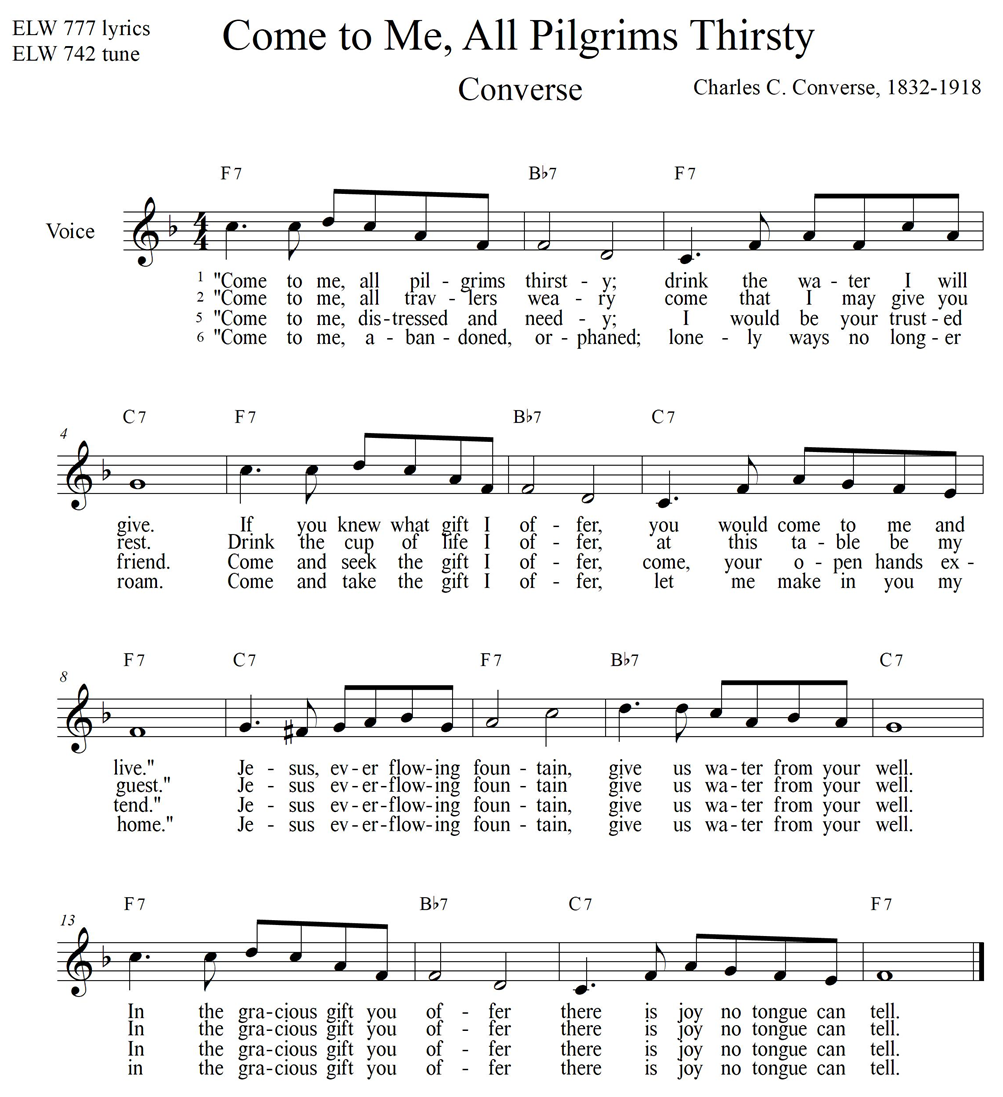 ELW 777 lyrics
ELW 742 tune
Come to Me, All Pilgrims Thirsty
Converse
Charles C. Converse, 1832-1918
F7 B♭7 F7
Voice
1 "Come to me, all pil - grims thirst - y; drink the wa - ter I will
2 "Come to me, all trav - lers wea - ry come that I may give you
5 "Come to me, dis - tressed and need - y; I would be your trust - ed
6 "Come to me, a - ban - doned, or - phaned; lone - ly ways no long - er
C7 F7 B♭7 C7
4
give. If you knew what gift I of - fer, you would come to me and
rest. Drink the cup of life I of - fer, at this ta - ble be my
friend. Come and seek the gift I of - fer, come, your o - pen hands ex -
roam. Come and take the gift I of - fer, let me make in you my
F7 C7 F7 B♭7 C7
8
live." Je - sus, ev - er flow - ing foun - tain, give us wa - ter from your well.
guest." Je - sus ev - er - flow - ing foun - tain give us wa - ter from your well.
tend." Je - sus ev - er - flow - ing foun - tain, give us wa - ter from your well.
home." Je - sus ev - er - flow - ing foun - tain, give us wa - ter from your well.
F7 B♭7 C7 F7
13
In the gra - cious gift you of - fer there is joy no tongue can tell.
In the gra - cious gift you of - fer there is joy no tongue can tell.
In the gra - cious gift you of - fer there is joy no tongue can tell.
in the gra - cious gift you of - fer there is joy no tongue can tell.